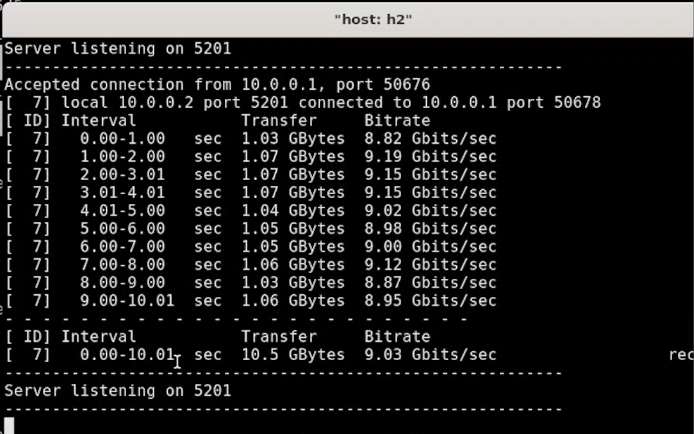 "host: h2"
Server listening on 5201
-----------------------------------------------------------
Accepted connection from 10.0.0.1, port 50676
[  7] local 10.0.0.2 port 5201 connected to 10.0.0.1 port 50678
[ ID] Interval           Transfer     Bitrate
[  7]   0.00-1.00   sec  1.03 GBytes  8.82 Gbits/sec
[  7]   1.00-2.00   sec  1.07 GBytes  9.19 Gbits/sec
[  7]   2.00-3.01   sec  1.07 GBytes  9.15 Gbits/sec
[  7]   3.01-4.01   sec  1.07 GBytes  9.15 Gbits/sec
[  7]   4.01-5.00   sec  1.04 GBytes  9.02 Gbits/sec
[  7]   5.00-6.00   sec  1.05 GBytes  8.98 Gbits/sec
[  7]   6.00-7.00   sec  1.05 GBytes  9.00 Gbits/sec
[  7]   7.00-8.00   sec  1.06 GBytes  9.12 Gbits/sec
[  7]   8.00-9.00   sec  1.03 GBytes  8.87 Gbits/sec
[  7]   9.00-10.01  sec  1.06 GBytes  8.95 Gbits/sec
- - - - - - - - - - - - - - - - - - - - - - - - -
[ ID] Interval           Transfer     Bitrate
[  7]   0.00-10.01  sec  10.5 GBytes  9.03 Gbits/sec                  rec
-----------------------------------------------------------
Server listening on 5201
-----------------------------------------------------------